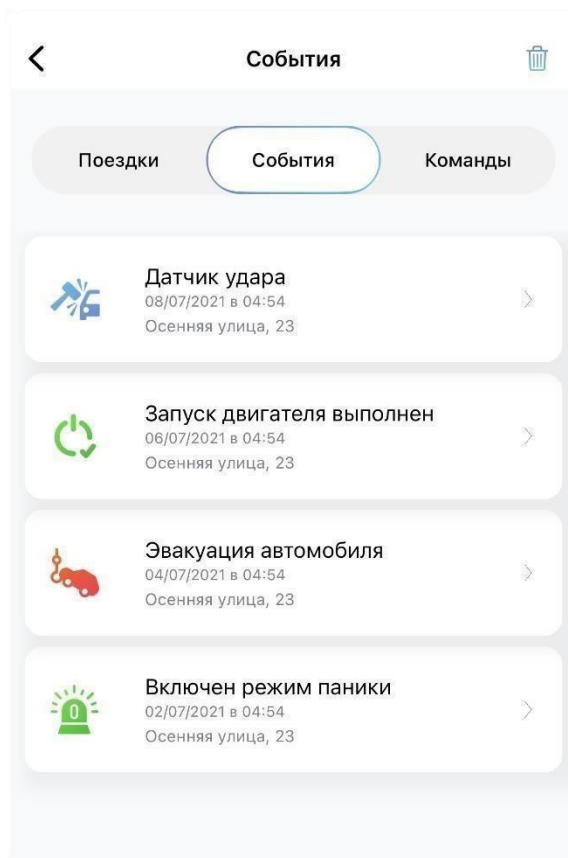 События
Поездки
События
Команды
Датчик удара
08/07/2021 в 04:54
Осенняя улица, 23
Запуск двигателя выполнен
06/07/2021 в 04:54
Осенняя улица, 23
Эвакуация автомобиля
04/07/2021 в 04:54
Осенняя улица, 23
Включен режим паники
02/07/2021 в 04:54
Осенняя улица, 23